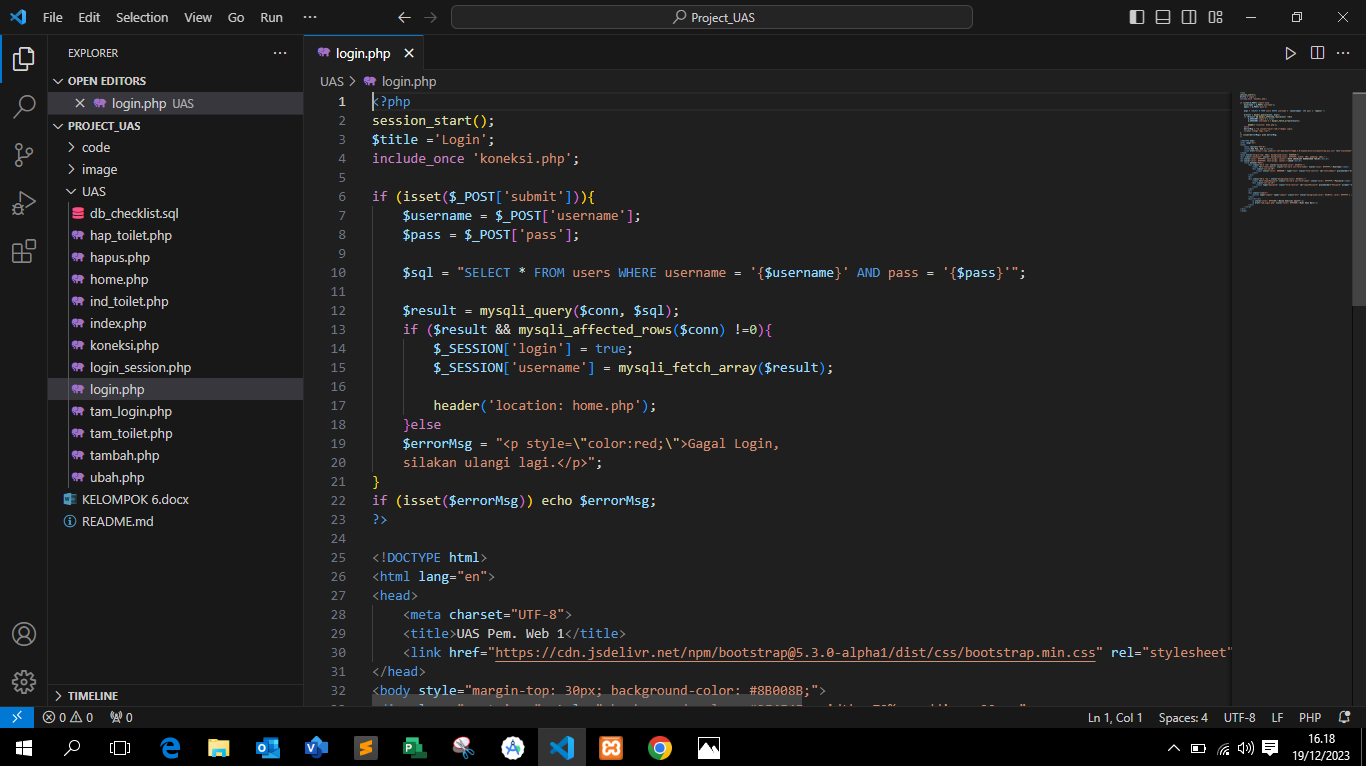 File Edit Selection View Go Run ···
Project_UAS
EXPLORER
OPEN EDITORS
login.php UAS
PROJECT_UAS
code
image
UAS
db_checklist.sql
hap_toilet.php
hapus.php
home.php
ind_toilet.php
index.php
koneksi.php
login_session.php
login.php
tam_login.php
tam_toilet.php
tambah.php
ubah.php
KELOMPOK 6.docx
README.md
TIMELINE
login.php
UAS > login.php
1 <?php
2 session_start();
3 $title ='Login';
4 include_once 'koneksi.php';
5
6 if (isset($_POST['submit'])){
7 $username = $_POST['username'];
8 $pass = $_POST['pass'];
9
10 $sql = "SELECT * FROM users WHERE username = '{$username}' AND pass = '{$pass}'";
11
12 $result = mysqli_query($conn, $sql);
13 if ($result && mysqli_affected_rows($conn) !=0){
14 $_SESSION['login'] = true;
15 $_SESSION['username'] = mysqli_fetch_array($result);
16
17 header('location: home.php');
18 }else
19 $errorMsg = "<p style=\"color:red;\">Gagal Login,
20 silakan ulangi lagi.</p>";
21 }
22 if (isset($errorMsg)) echo $errorMsg;
23 ?>
24
25 <!DOCTYPE html>
26 <html lang="en">
27 <head>
28 <meta charset="UTF-8">
29 <title>UAS Pem. Web 1</title>
30 <link href="https://cdn.jsdelivr.net/npm/bootstrap@5.3.0-alpha1/dist/css/bootstrap.min.css" rel="stylesheet"
31 </head>
32 <body style="margin-top: 30px; background-color: #8B008B;">
0 0 0
Ln 1, Col 1 Spaces: 4 UTF-8 LF PHP
16.18
19/12/2023